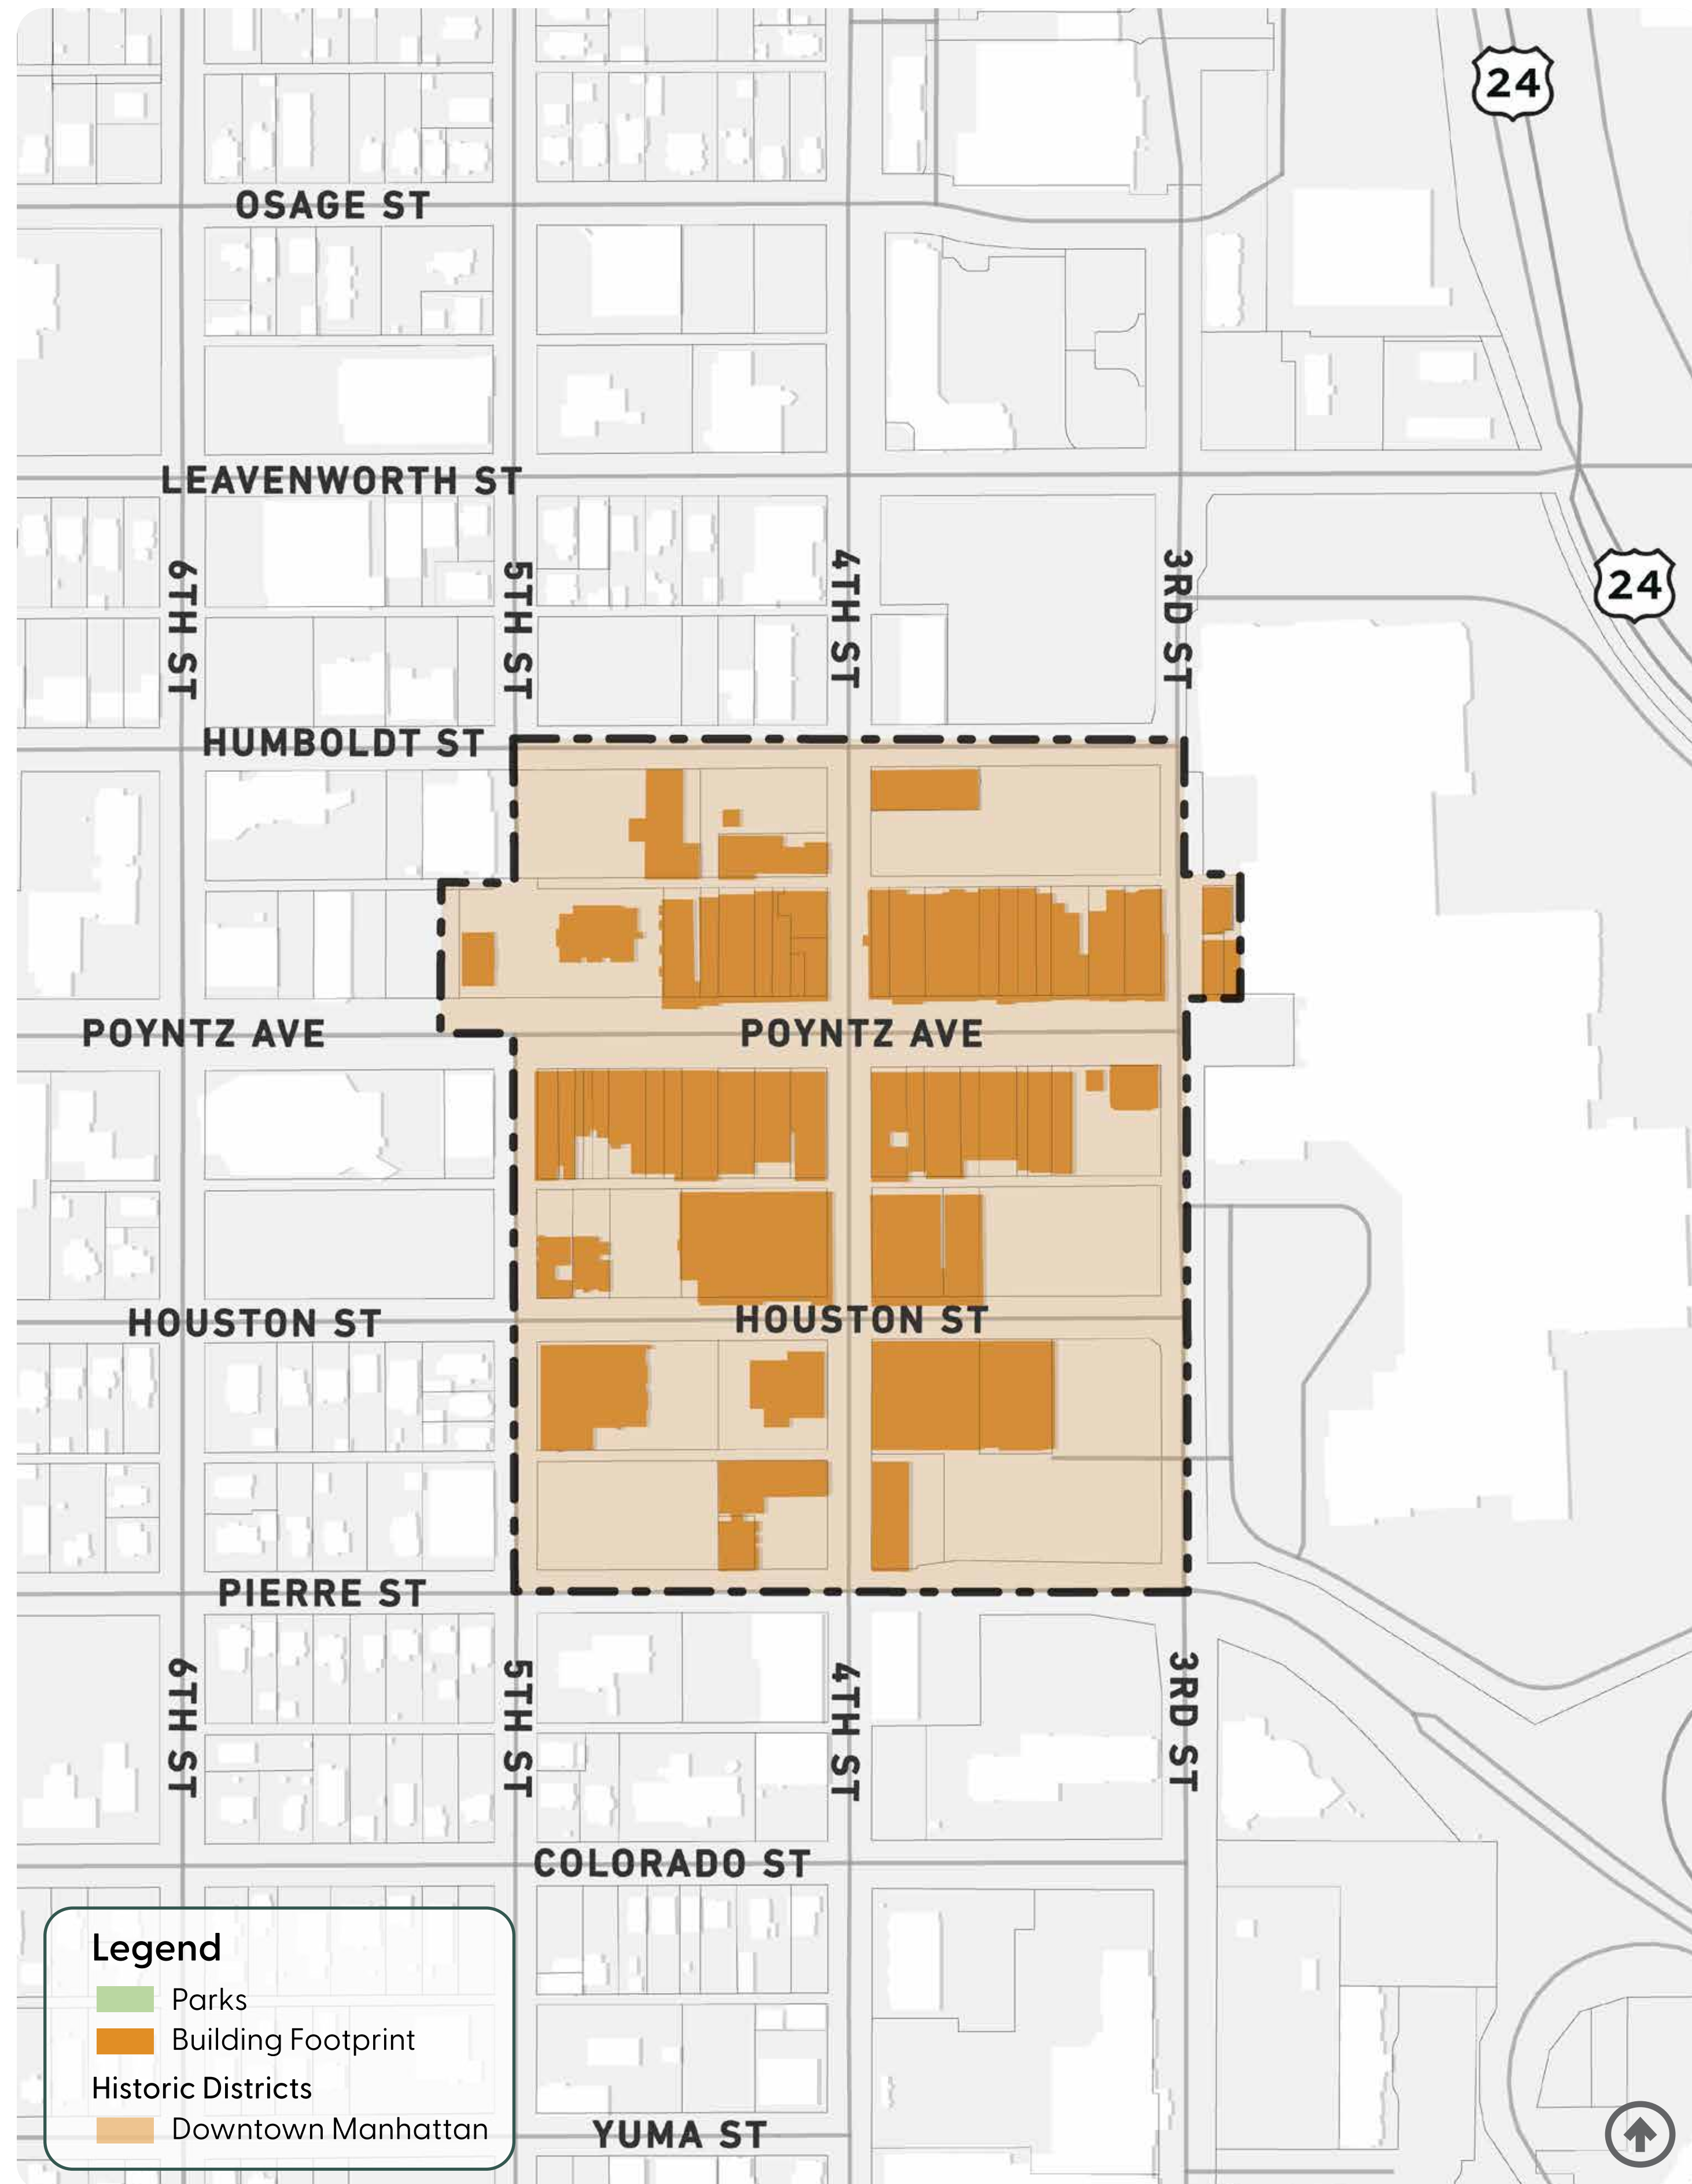 24
OSAGE ST
LEAVENWORTH ST
6TH ST
5TH ST
4TH ST
3RD ST
24
HUMBOLDT ST
POYNTZ AVE
POYNTZ AVE
HOUSTON ST
HOUSTON ST
PIERRE ST
6TH ST
5TH ST
4TH ST
3RD ST
COLORADO ST
Legend
Parks
Building Footprint
Historic Districts
Downtown Manhattan
YUMA ST